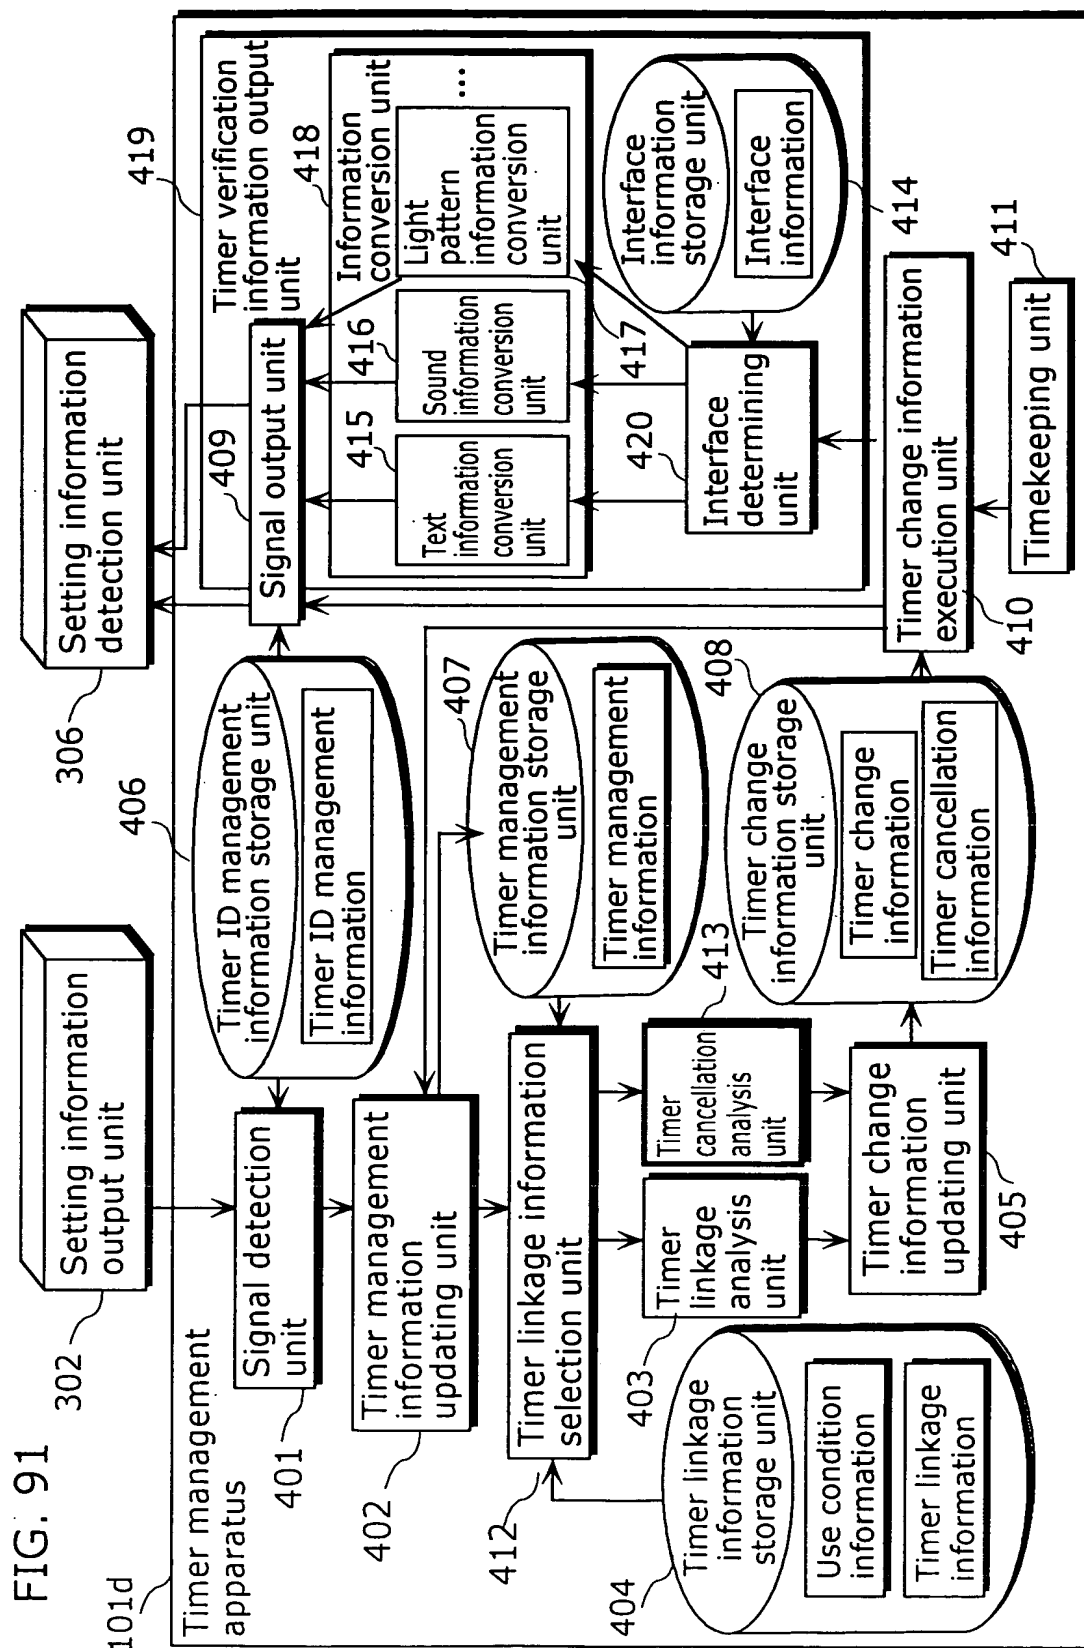 FIG. 91
101d
Timer management
apparatus
302
Setting information
output unit
306
Setting information
detection unit
419
Timer verification
information output
unit
406
Timer ID management
information storage unit
Timer ID management
information
401
Signal detection
unit
409
Signal output unit
418
Information
conversion unit
415
Text
information
conversion
unit
416
Sound
information
conversion
unit
417
Light
pattern
information
conversion
unit
...
402
Timer management
information
updating unit
407
Timer management
information storage
unit
Timer management
information
420
Interface
determining
unit
Interface
information
storage unit
Interface
information
414
412
Timer linkage information
selection unit
403
Timer
linkage
analysis
unit
413
Timer
cancellation
analysis
unit
404
Timer linkage
information
storage unit
Use condition
information
Timer linkage
information
405
Timer change
information
updating unit
408
Timer change
information storage
unit
Timer change
information
Timer cancellation
information
410
Timer change information
execution unit
411
Timekeeping unit